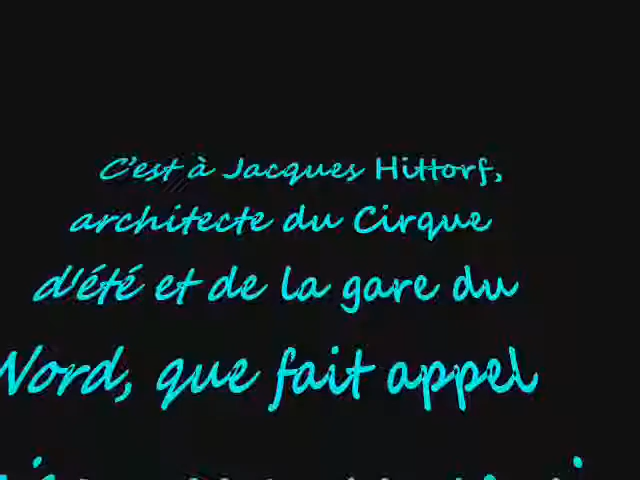 C'est à Jacques Hittorf,
architecte du Cirque
d'été et de la gare du
Nord, que fait appel